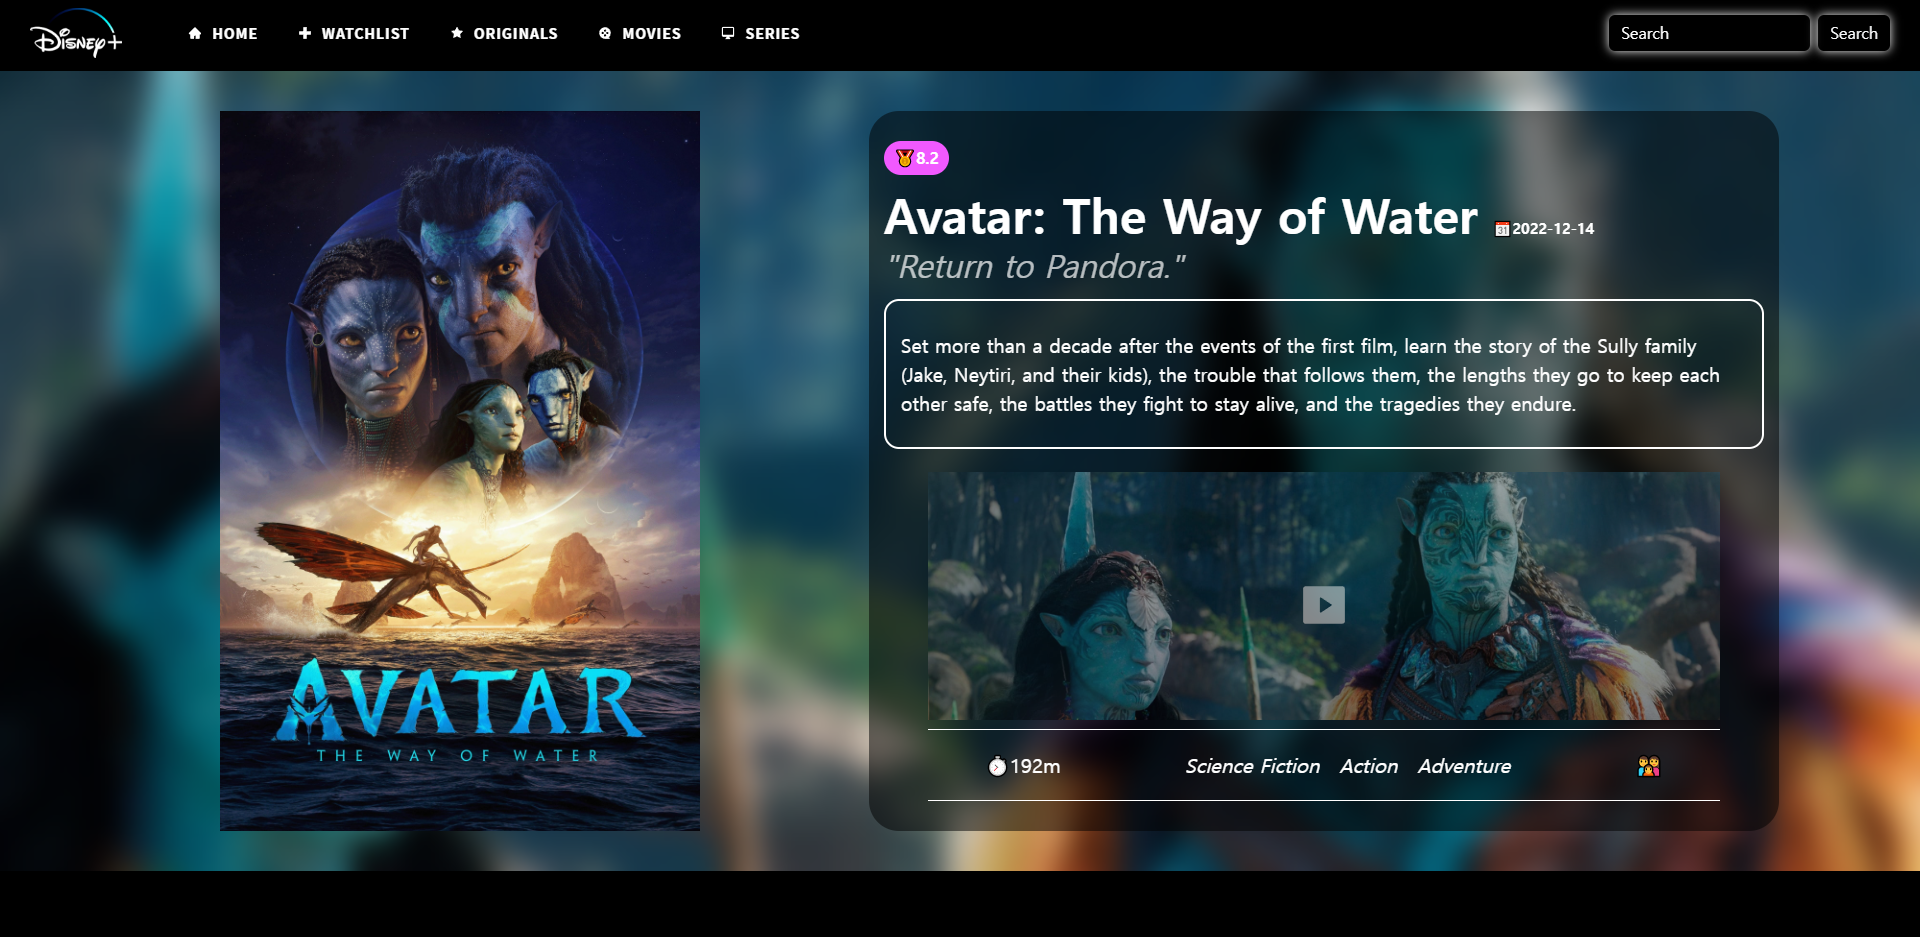 Disney+
HOME
WATCHLIST
ORIGINALS
MOVIES
SERIES
Search
Search
8.2
Avatar: The Way of Water
2022-12-14
"Return to Pandora."
Set more than a decade after the events of the first film, learn the story of the Sully family
(Jake, Neytiri, and their kids), the trouble that follows them, the lengths they go to keep each
other safe, the battles they fight to stay alive, and the tragedies they endure.
AVATAR
THE WAY OF WATER
192m
Science Fiction Action Adventure